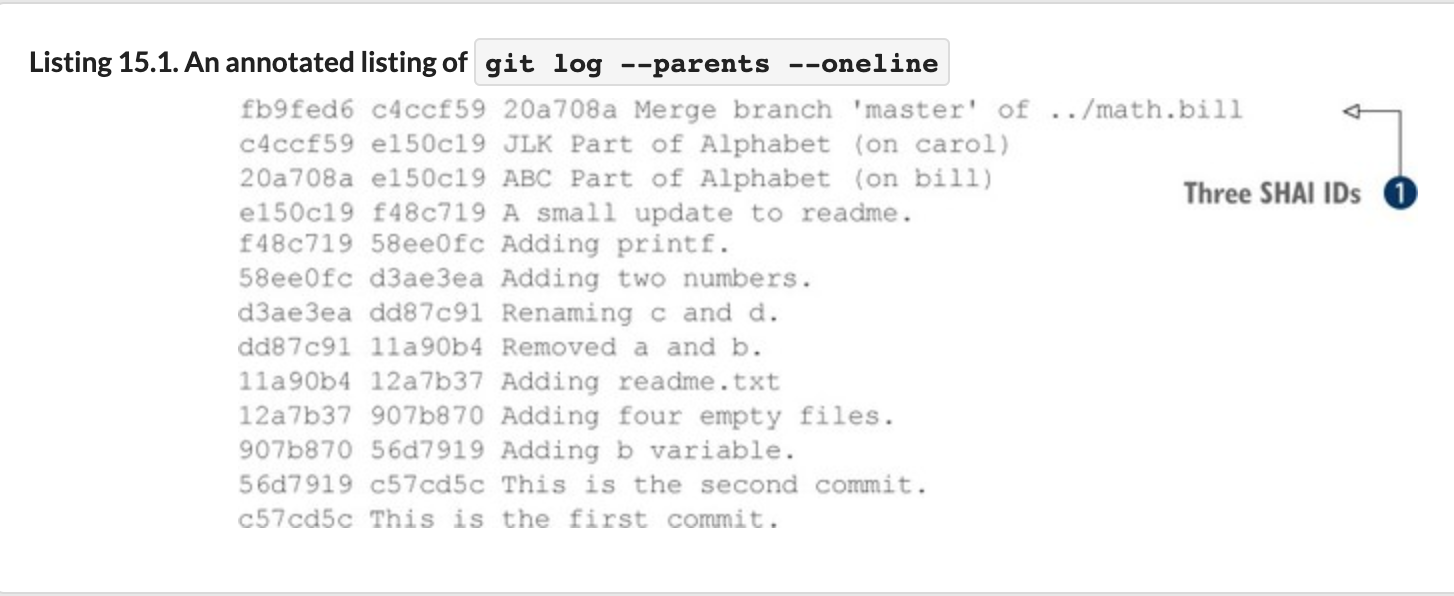 Listing 15.1. An annotated listing of git log --parents --oneline
fb9fed6 c4ccf59 20a708a Merge branch 'master' of ../math.bill
c4ccf59 e150c19 JLK Part of Alphabet (on carol)
20a708a e150c19 ABC Part of Alphabet (on bill)
Three SHAI IDs 1
e150c19 f48c719 A small update to readme.
f48c719 58ee0fc Adding printf.
58ee0fc d3ae3ea Adding two numbers.
d3ae3ea dd87c91 Renaming c and d.
dd87c91 11a90b4 Removed a and b.
11a90b4 12a7b37 Adding readme.txt
12a7b37 907b870 Adding four empty files.
907b870 56d7919 Adding b variable.
56d7919 c57cd5c This is the second commit.
c57cd5c This is the first commit.